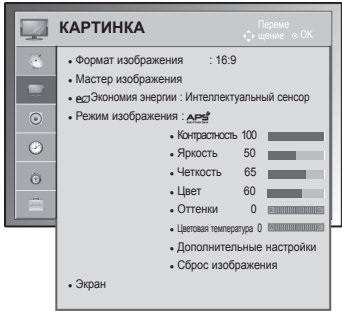 КАРТИНКА
Переме
щение OK
• Формат изображения : 16:9
• Мастер изображения
• Экономия энергии : Интеллектуальный сенсор
• Режим изображения : APS
• Контрастность 100
• Яркость 50
• Четкость 65
• Цвет 60
• Оттенки 0
• Цветовая температура 0
• Дополнительные настройки
• Сброс изображения
• Экран